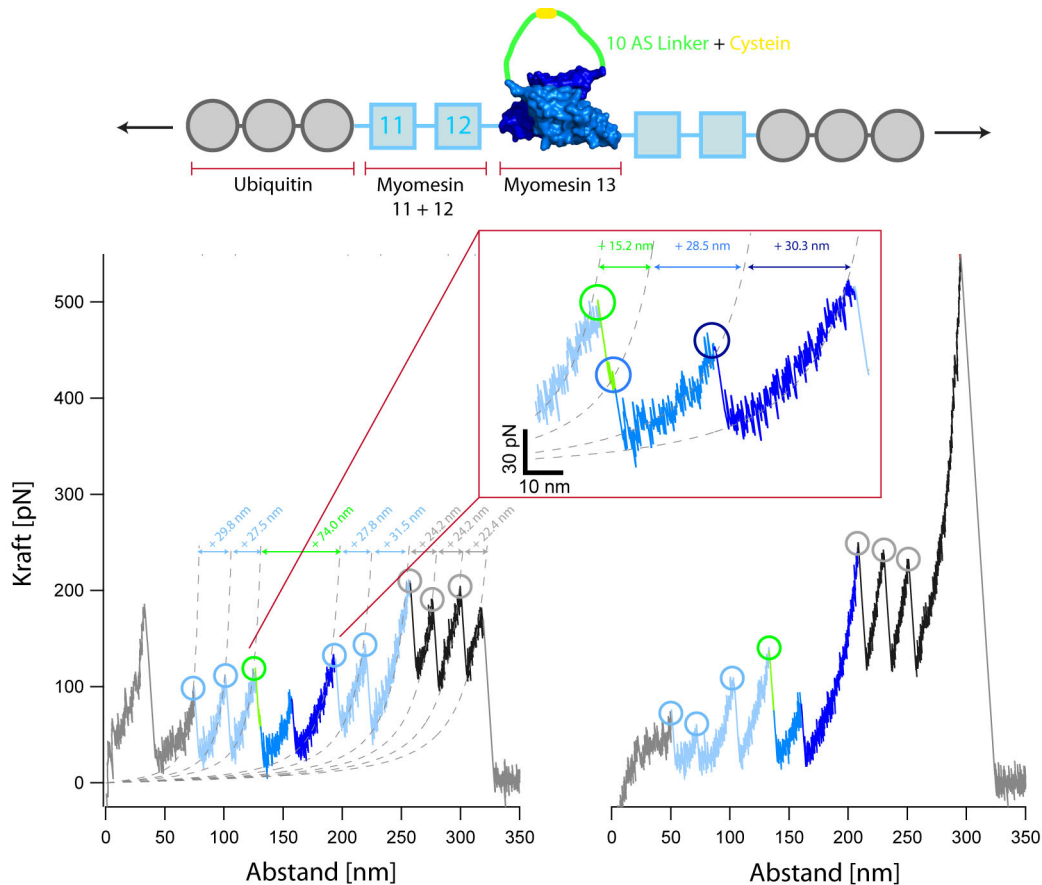 10 AS Linker + Cystein
11
12
Ubiquitin
Myomesin
11 + 12
Myomesin 13
+ 15.2 nm
+ 28.5 nm
+ 30.3 nm
30 pN
10 nm
Kraft [pN]
500
400
300
200
100
0
+ 29.8 nm
+ 27.5 nm
+ 74.0 nm
+ 27.8 nm
+ 31.5 nm
+ 24.2 nm
+ 24.2 nm
+ 22.4 nm
0 50 100 150 200 250 300 350
0 50 100 150 200 250 300 350
Abstand [nm]
Abstand [nm]